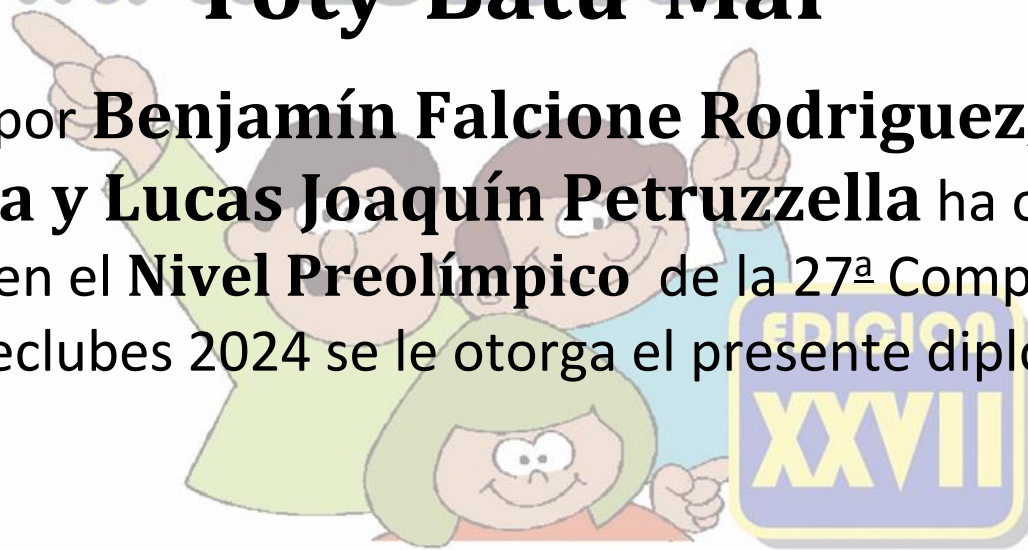 por Benjamín Falcione Rodriguez,
a y Lucas Joaquín Petruzzella ha
en el Nivel Preolímpico de la 27ª Comp
eclubes 2024 se le otorga el presente dipl
EDICION
XXVII